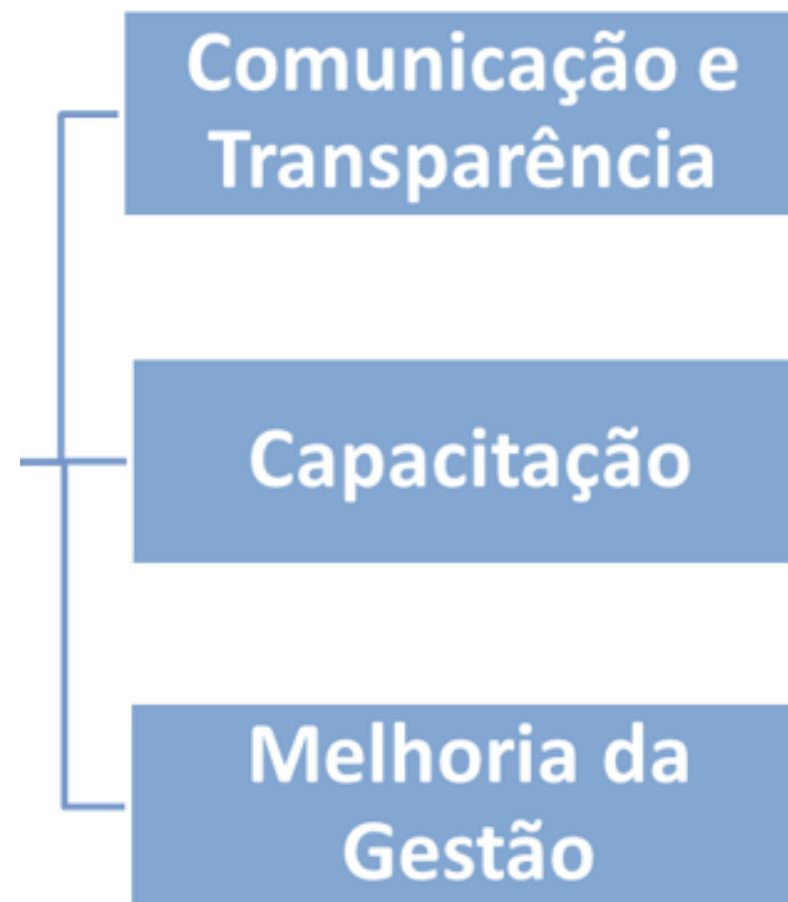 Comunicação e
Transparência
Capacitação
Melhoria da
Gestão